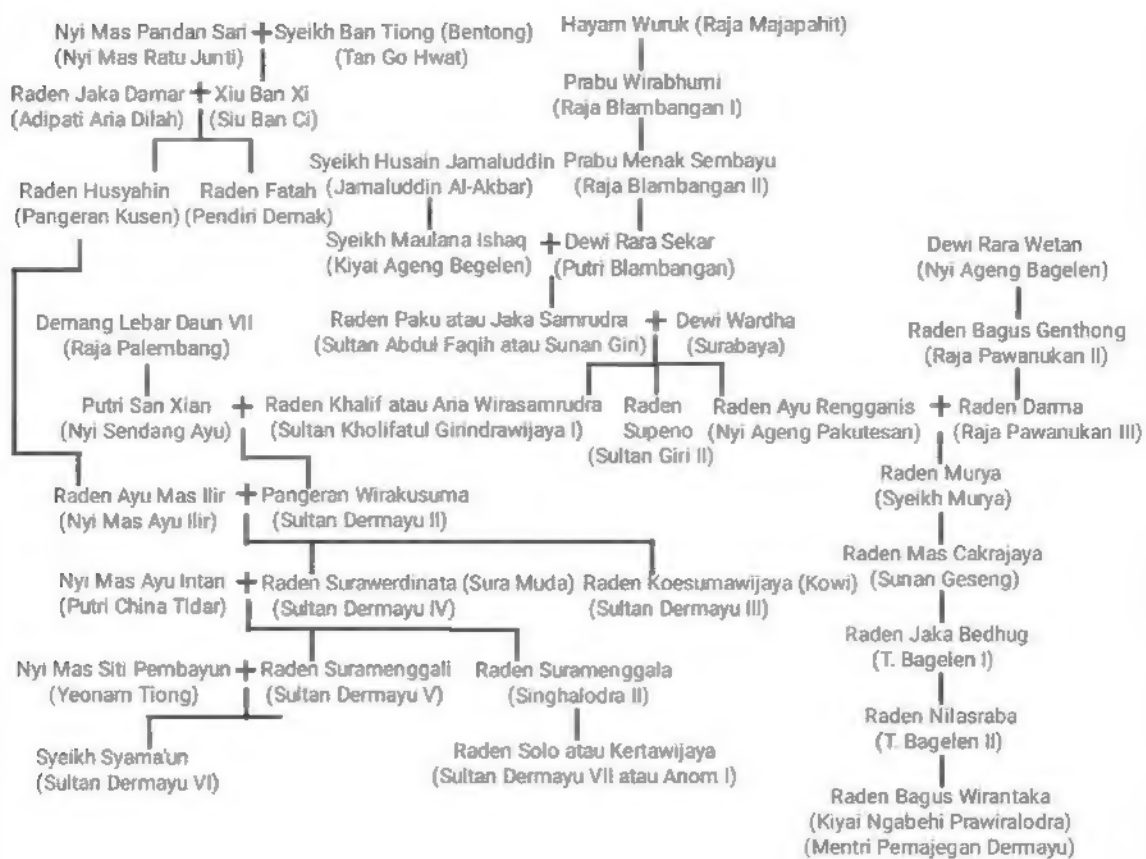 Nyi Mas Pandan Sari + Syeikh Ban Tiong (Bentong)
(Nyi Mas Ratu Junti) (Tan Go Hwat)
Hayam Wuruk (Raja Majapahit)
Raden Jaka Damar + Xiu Ban Xi
(Adipati Aria Dilah) (Siu Ban Ci)
Prabu Wirabhumi
(Raja Blambangan I)
Raden Husyahin Raden Fatah
(Pangeran Kusen) (Pendiri Demak)
Syeikh Husain Jamaluddin
(Jamaluddin Al-Akbar)
Prabu Menak Sembayu
(Raja Blambangan II)
Syeikh Maulana Ishaq + Dewi Rara Sekar
(Kiyai Ageng Begelen) (Putri Blambangan)
Dewi Rara Wetan
(Nyi Ageng Bagelen)
Demang Lebar Daun VII
(Raja Palembang)
Raden Paku atau Jaka Samrudra + Dewi Wardha
(Sultan Abdul Faqih atau Sunan Giri) (Surabaya)
Raden Bagus Genthong
(Raja Pawanukan II)
Putri San Xian + Raden Khalif atau Aria Wirasamrudra
(Nyi Sendang Ayu) (Sultan Kholifatul Girindrawijaya I)
Raden
Supeno
(Sultan Giri II)
Raden Ayu Rengganis + Raden Darma
(Nyi Ageng Pakutesan) (Raja Pawanukan III)
Raden Murya
(Syeikh Murya)
Raden Ayu Mas Ilir + Pangeran Wirakusuma
(Nyi Mas Ayu Ilir) (Sultan Dermayu II)
Raden Mas Cakrajaya
(Sunan Geseng)
Nyi Mas Ayu Intan + Raden Surawerdinata (Sura Muda) Raden Koesumawijaya (Kowi)
(Putri China Tidar) (Sultan Dermayu IV) (Sultan Dermayu III)
Raden Jaka Bedhug
(T. Bagelen I)
Nyi Mas Siti Pembayun + Raden Suramenggali Raden Suramenggala
(Yeonam Tiong) (Sultan Dermayu V) (Singhalodra II)
Raden Nilasraba
(T. Bagelen II)
Syeikh Syama'un
(Sultan Dermayu VI)
Raden Solo atau Kertawijaya
(Sultan Dermayu VII atau Anom I)
Raden Bagus Wirantaka
(Kiyai Ngabehi Prawiralodra)
(Mentri Pemajegan Dermayu)